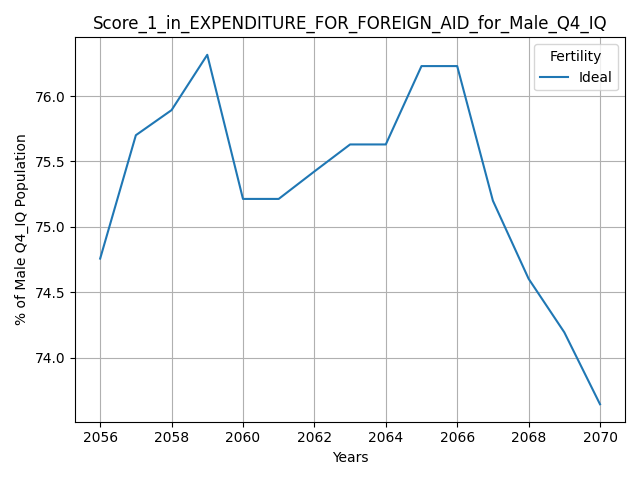 Score_1_in_EXPENDITURE_FOR_FOREIGN_AID_for_Male_Q4_IQ
Fertility
Ideal
% of Male Q4_IQ Population
76.0
75.5
75.0
74.5
74.0
2056 2058 2060 2062 2064 2066 2068 2070
Years